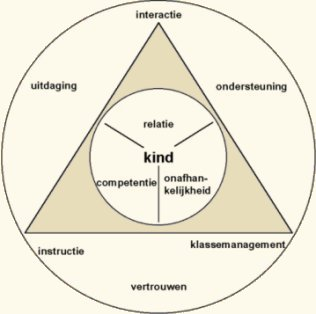 interactie
uitdaging
ondersteuning
relatie
kind
competentie
onafhan-
kelijkheid
instructie
klassemanagement
vertrouwen